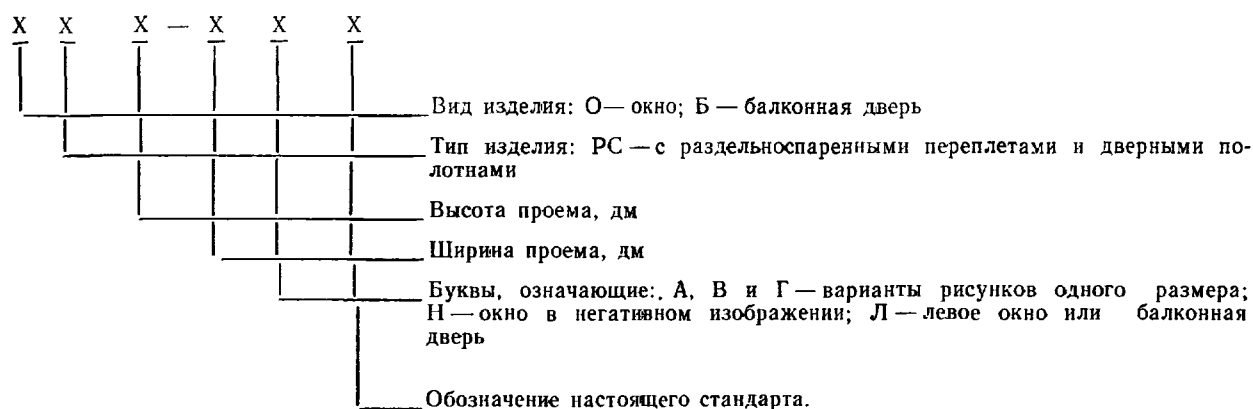 Х Х Х — Х Х Х
Вид изделия: О— окно; Б — балконная дверь
Тип изделия: РС — с раздельноспаренными переплетами и дверными по-
лотнами
Высота проема, дм
Ширина проема, дм
Буквы, означающие:. А, В и Г — варианты рисунков одного размера;
Н — окно в негативном изображении; Л — левое окно или балконная
дверь
Обозначение настоящего стандарта.